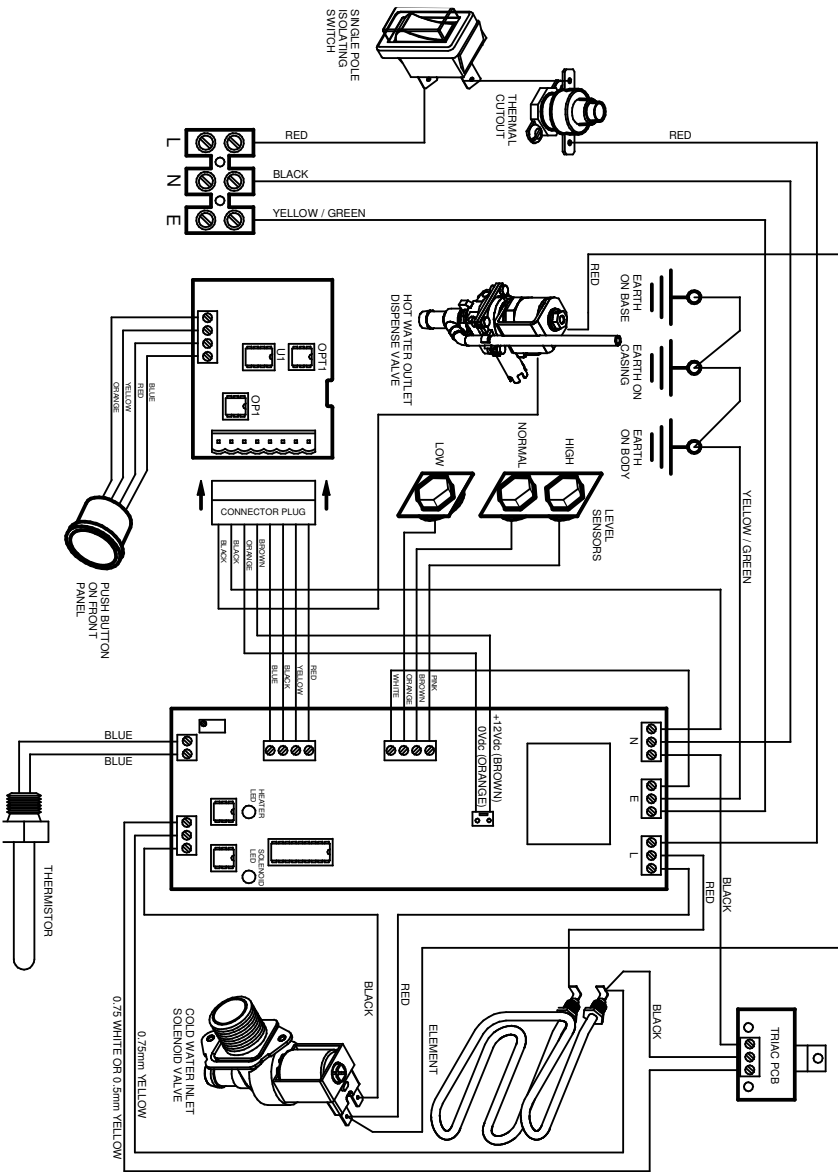 SINGLE POLE
ISOLATING
SWITCH
THERMAL
CUTOUT
RED
RED
L
N
E
BLACK
YELLOW / GREEN
RED
HOT WATER OUTLET
DISPENSE VALVE
EARTH
ON BASE
EARTH ON
CASING
EARTH
ON BODY
YELLOW / GREEN
OPT1
U1
OP1
BLUE
RED
YELLOW
ORANGE
PUSH BUTTON
ON FRONT
PANEL
CONNECTOR PLUG
BROWN
ORANGE
BLACK
BLACK
LOW
NORMAL
HIGH
LEVEL
SENSORS
RED
YELLOW
BLACK
BLUE
PINK
BROWN
ORANGE
WHITE
+12Vdc (BROWN)
0Vdc (ORANGE)
N
E
L
BLUE
BLUE
HEATER
LED
SOLENOID
LED
THERMISTOR
BLACK
RED
BLACK
RED
BLACK
ELEMENT
TRIAC PCB
COLD WATER INLET
SOLENOID VALVE
0.75mm YELLOW
0.75 WHITE OR 0.5mm YELLOW